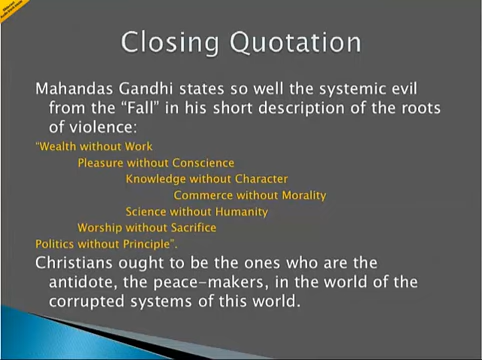 Closing Quotation
Mahandas Gandhi states so well the systemic evil
from the “Fall” in his short description of the roots
of violence:
“Wealth without Work
Pleasure without Conscience
Knowledge without Character
Commerce without Morality
Science without Humanity
Worship without Sacrifice
Politics without Principle”.
Christians ought to be the ones who are the
antidote, the peace-makers, in the world of the
corrupted systems of this world.